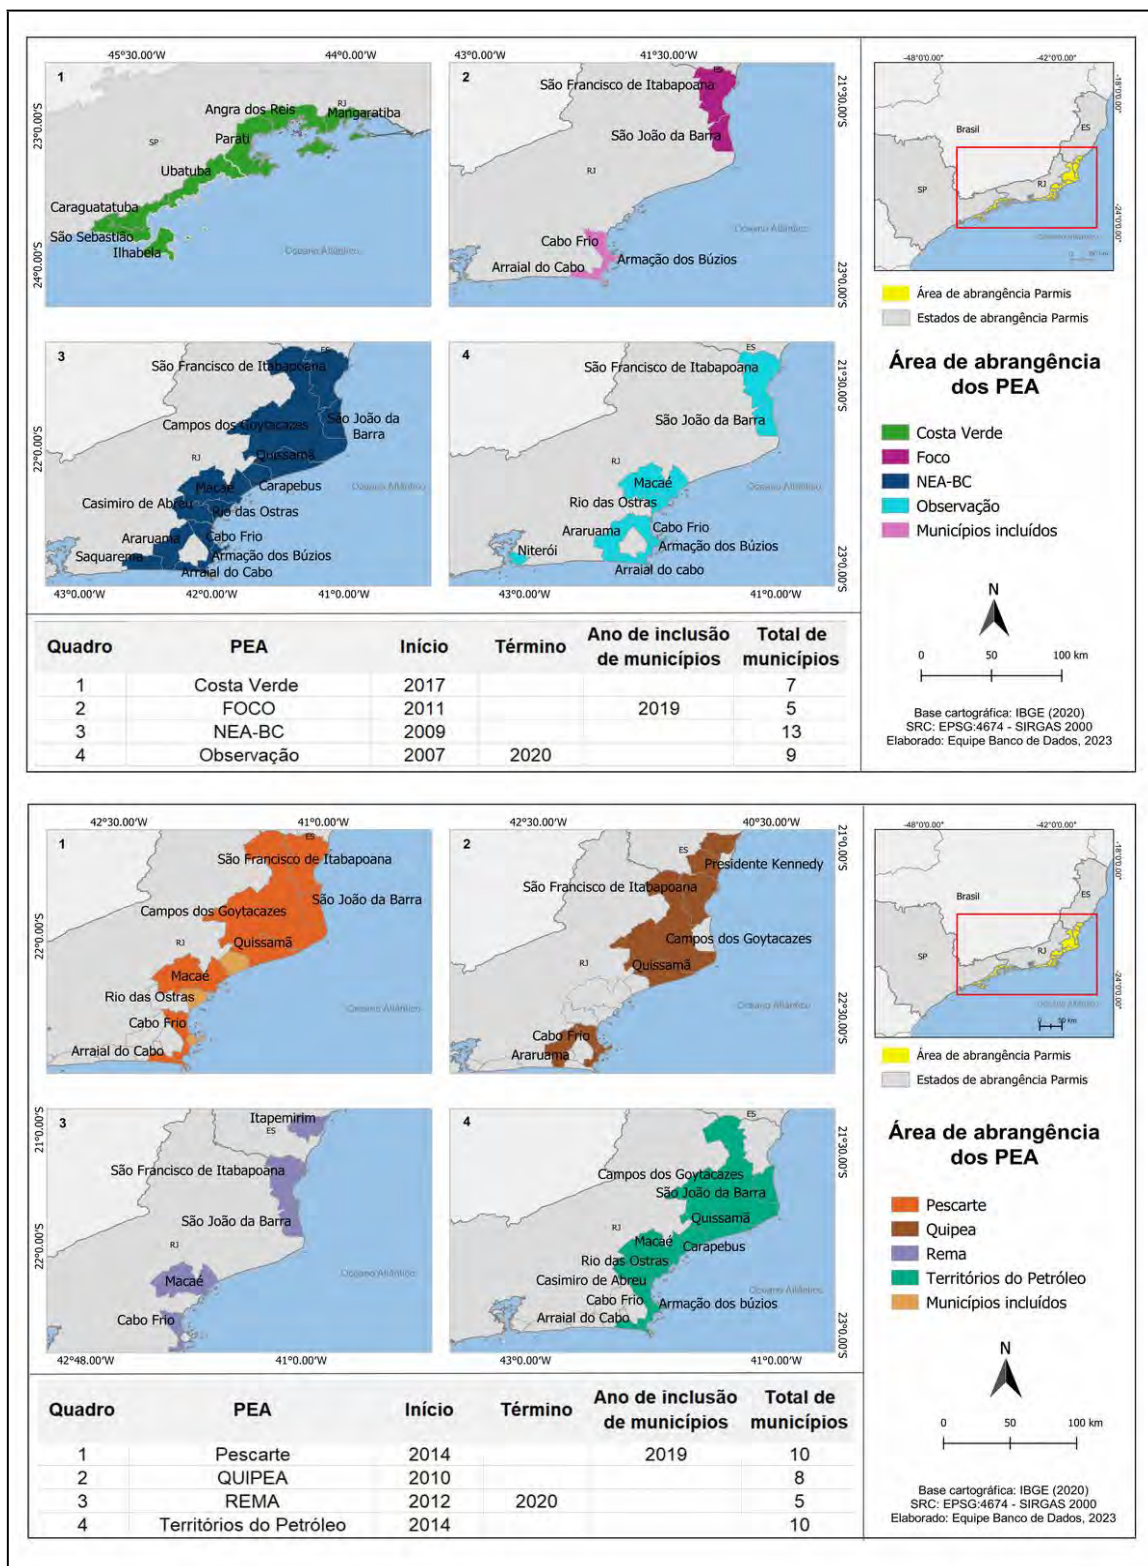 45°30.00'W 44°0.00'W
1
RJ
Angra dos Reis
Mangaratiba
Parati
SP
Ubatuba
Caraguatatuba
São Sebastião
Ilhabela
Oceano Atlântico
23°0.00'S
24°0.00'S
43°0.00'W 41°30.00'W
2
ES
São Francisco de Itabapoana
São João da Barra
RJ
Oceano Atlântico
Cabo Frio
Armação dos Búzios
Arraial do Cabo
21°30.00'S
23°0.00'S
3
ES
São Francisco de Itabapoana
São João da
Barra
Campos dos Goytacazes
Quissamã
RJ
Oceano Atlântico
Macaé
Carapebus
Casimiro de Abreu
Rio das Ostras
Araruama
Cabo Frio
Saquarema
Armação dos Búzios
Arraial do Cabo
22°0.00'S
43°0.00'W 42°0.00'W 41°0.00'W
4
ES
São Francisco de Itabapoana
São João da Barra
RJ
Macaé
Oceano Atlântico
Rio das Ostras
Araruama
Cabo Frio
Niterói
Armação dos Búzios
Arraial do cabo
21°30.00'S
23°0.00'S
43°0.00'W 41°0.00'W
Quadro PEA Início Término Ano de inclusão de municípios Total de municípios
1 Costa Verde 2017 7
2 FOCO 2011 2019 5
3 NEA-BC 2009 13
4 Observação 2007 2020 9
-48°0.00" -42°0.00"
-18°0.00"
-24°0.00"
Brasil
ES
RJ
SP
Área de abrangência Parmis
Estados de abrangência Parmis
Área de abrangência
dos PEA
Costa Verde
Foco
NEA-BC
Observação
Municípios incluídos
N
0 50 100 km
Base cartográfica: IBGE (2020)
SRC: EPSG:4674 - SIRGAS 2000
Elaborado: Equipe Banco de Dados, 2023
42°30.00'W 41°0.00'W
1
ES
São Francisco de Itabapoana
São João da Barra
Campos dos Goytacazes
RJ
Quissamã
Macaé
Rio das Ostras
Oceano Atlântico
Cabo Frio
Arraial do Cabo
22°0.00'S
42°30.00'W 40°30.00'W
2
ES
Presidente Kennedy
São Francisco de Itabapoana
Campos dos Goytacazes
RJ
Quissamã
Oceano Atlântico
Cabo Frio
Araruama
21°0.00'S
22°30.00'S
3
Itapemirim
ES
São Francisco de Itabapoana
São João da Barra
RJ
Macaé
Oceano Atlântico
Cabo Frio
21°0.00'S
22°0.00'S
42°48.00'W 41°0.00'W
4
ES
Campos dos Goytacazes
São João da Barra
Quissamã
RJ
Macaé
Carapebus
Rio das Ostras
Casimiro de Abreu
Oceano Atlântico
Cabo Frio
Armação dos búzios
Arraial do Cabo
21°30.00'S
23°0.00'S
43°0.00'W 41°0.00'W
Quadro PEA Início Término Ano de inclusão de municípios Total de municípios
1 Pescarte 2014 2019 10
2 QUIPEA 2010 8
3 REMA 2012 2020 5
4 Territórios do Petróleo 2014 10
-48°0.00" -42°0.00"
-18°0.00"
-24°0.00"
Brasil
ES
RJ
SP
0 50 km
Área de abrangência Parmis
Estados de abrangência Parmis
Área de abrangência
dos PEA
Pescarte
Quipea
Rema
Territórios do Petróleo
Municípios incluídos
N
0 50 100 km
Base cartográfica: IBGE (2020)
SRC: EPSG:4674 - SIRGAS 2000
Elaborado: Equipe Banco de Dados, 2023